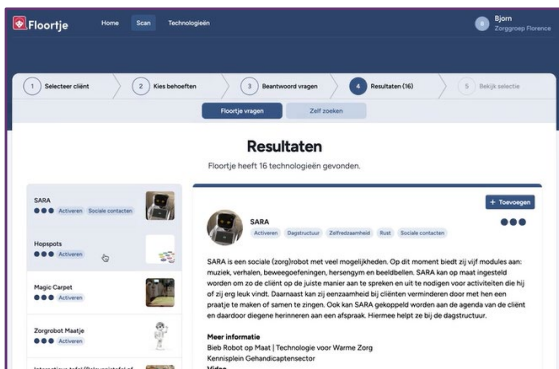 Floortje
Home
Scan
Technologieën
B
Bjorn
Zorggroep Florence
1 Selecteer cliënt
2 Kies behoeften
3 Beantwoord vragen
4 Resultaten (16)
5 Bekijk selectie
Floortje vragen
Zelf zoeken
Resultaten
Floortje heeft 16 technologieën gevonden.
SARA
Activeren Sociale contacten
Hopspots
Activeren
Magic Carpet
Activeren
Zorgrobot Maatje
Activeren
+ Toevoegen
SARA
Activeren Dagstructuur Zelfredzaamheid Rust Sociale contacten
SARA is een sociale (zorg)robot met veel mogelijkheden. Op dit moment biedt zij vijf modules aan:
muziek, verhalen, beweegoefeningen, hersengym en beeldbellen. SARA kan op maat ingesteld
worden om zo de cliënt op de juiste manier aan te spreken en uit te nodigen voor activiteiten die hij
of zij erg leuk vindt. Daarnaast kan zij eenzaamheid bij cliënten verminderen door met hen een
praatje te maken of samen te zingen. Ook kan SARA gekoppeld worden aan de agenda van de cliënt
en daardoor diegene herinneren aan een afspraak. Hiermee helpt ze bij de dagstructuur.
Meer informatie
Bieb Robot op Maat | Technologie voor Warme Zorg
Kennisplein Gehandicaptensector
Video